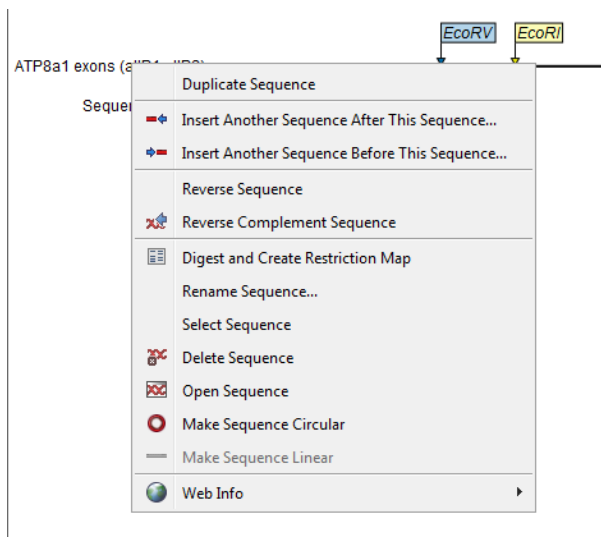 EcoRV EcoRI
ATP8a1 exons
Duplicate Sequence
Insert Another Sequence After This Sequence...
Insert Another Sequence Before This Sequence...
Reverse Sequence
Reverse Complement Sequence
Digest and Create Restriction Map
Rename Sequence...
Select Sequence
Delete Sequence
Open Sequence
Make Sequence Circular
Make Sequence Linear
Web Info